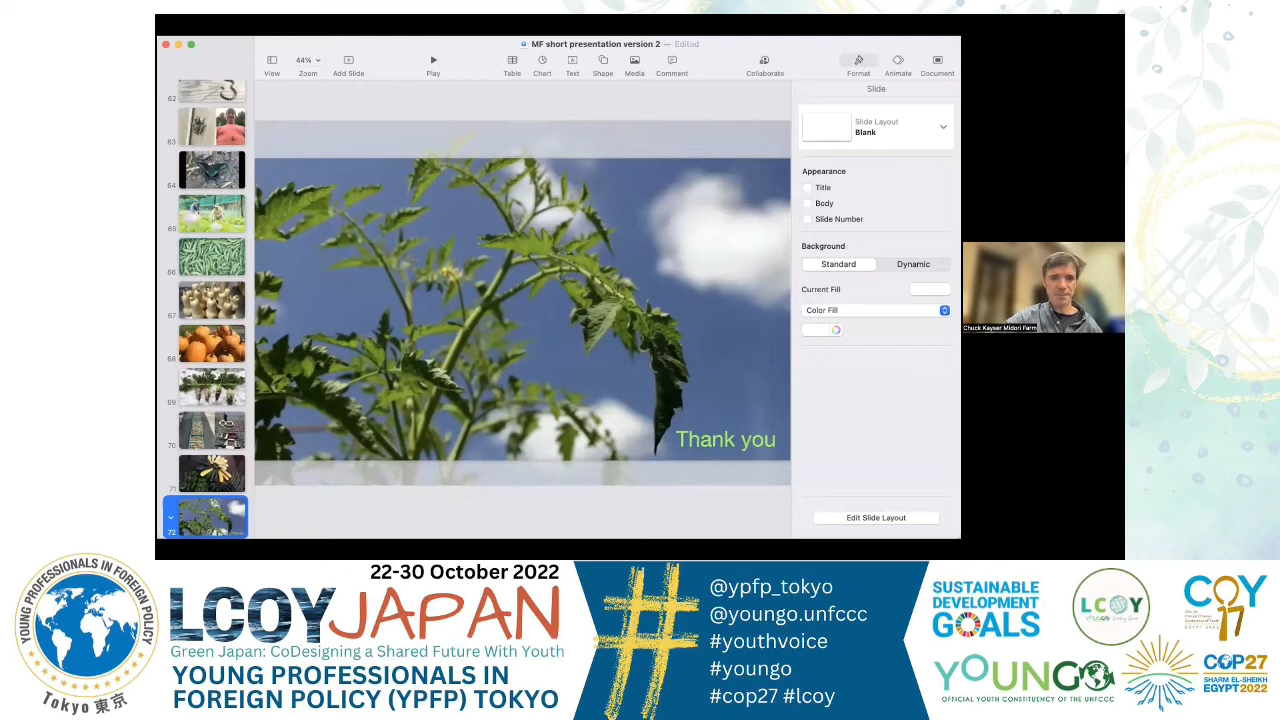 MF short presentation version 2 — Edited
44%
View
Zoom
Add Slide
Play
Table
Chart
Text
Shape
Media
Comment
Collaborate
Format
Animate
Document
Slide
62
63
64
65
66
67
68
69
70
71
72
Slide Layout
Blank
Appearance
Title
Body
Slide Number
Background
Standard
Dynamic
Current Fill
Color Fill
Edit Slide Layout
Thank you
Chuck Kayser Midori Farm
YOUNG PROFESSIONALS IN FOREIGN POLICY
Tokyo 東京
22-30 October 2022
LCOY JAPAN
Green Japan: CoDesigning a Shared Future With Youth
YOUNG PROFESSIONALS IN
FOREIGN POLICY (YPFP) TOKYO
#
@ypfp_tokyo
@youngo.unfccc
#youthvoice
#youngo
#cop27 #lcoy
SUSTAINABLE
DEVELOPMENT
GOALS
LCOY
COY
17
EGYPT 2022
YOUNGO
OFFICIAL YOUTH CONSTITUENCY OF THE UNFCCC
COP27
SHARM EL-SHEIKH
EGYPT2022